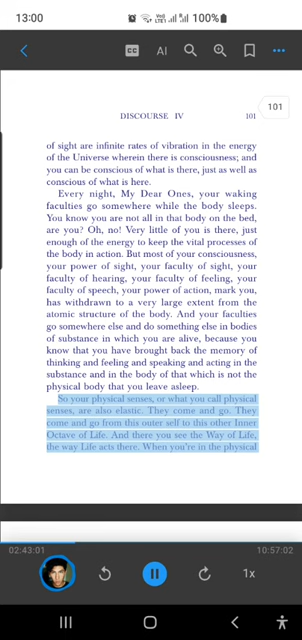 13:00
100%
CC AI
101
DISCOURSE IV 101
of sight are infinite rates of vibration in the energy
of the Universe wherein there is consciousness; and
you can be conscious of what is there, just as well as
conscious of what is here.
Every night, My Dear Ones, your waking
faculties go somewhere while the body sleeps.
You know you are not all in that body on the bed,
are you? Oh, no! Very little of you is there, just
enough of the energy to keep the vital processes of
the body in action. But most of your consciousness,
your power of sight, your faculty of sight, your
faculty of hearing, your faculty of feeling, your
faculty of speech, your power of action, mark you,
has withdrawn to a very large extent from the
atomic structure of the body. And your faculties
go somewhere else and do something else in bodies
of substance in which you are alive, because you
know that you have brought back the memory of
thinking and feeling and speaking and acting in the
substance and in the body of that which is not the
physical body that you leave asleep.
So your physical senses, or what you call physical
senses, are also elastic. They come and go. They
come and go from this outer self to this other Inner
Octave of Life. And there you see the Way of Life,
the way Life acts there. When you're in the physical
02:43:01 10:57:02
1x